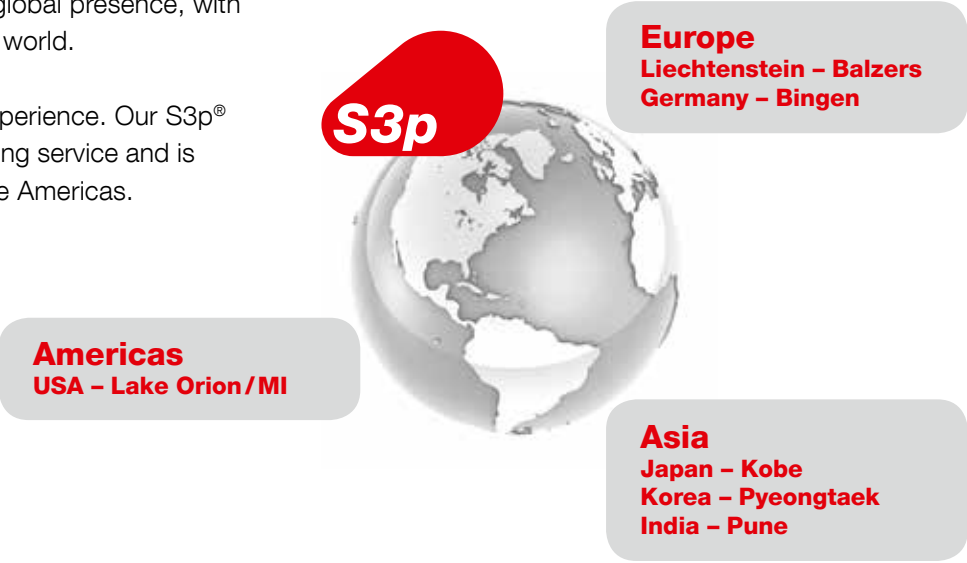 global presence, with
world.
perience. Our S3p®
ing service and is
e Americas.
S3p
Europe
Liechtenstein – Balzers
Germany – Bingen
Americas
USA – Lake Orion/MI
Asia
Japan – Kobe
Korea – Pyeongtaek
India – Pune